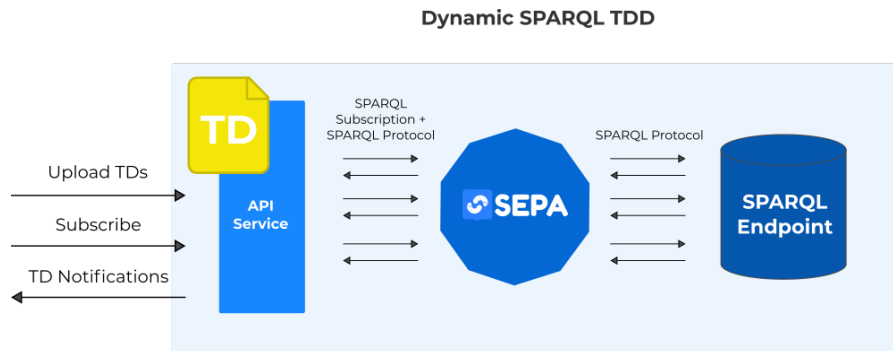 Dynamic SPARQL TDD
TD
SPARQL
Subscription +
SPARQL Protocol
SPARQL Protocol
Upload TDs
Subscribe
TD Notifications
API
Service
SEPA
SPARQL
Endpoint